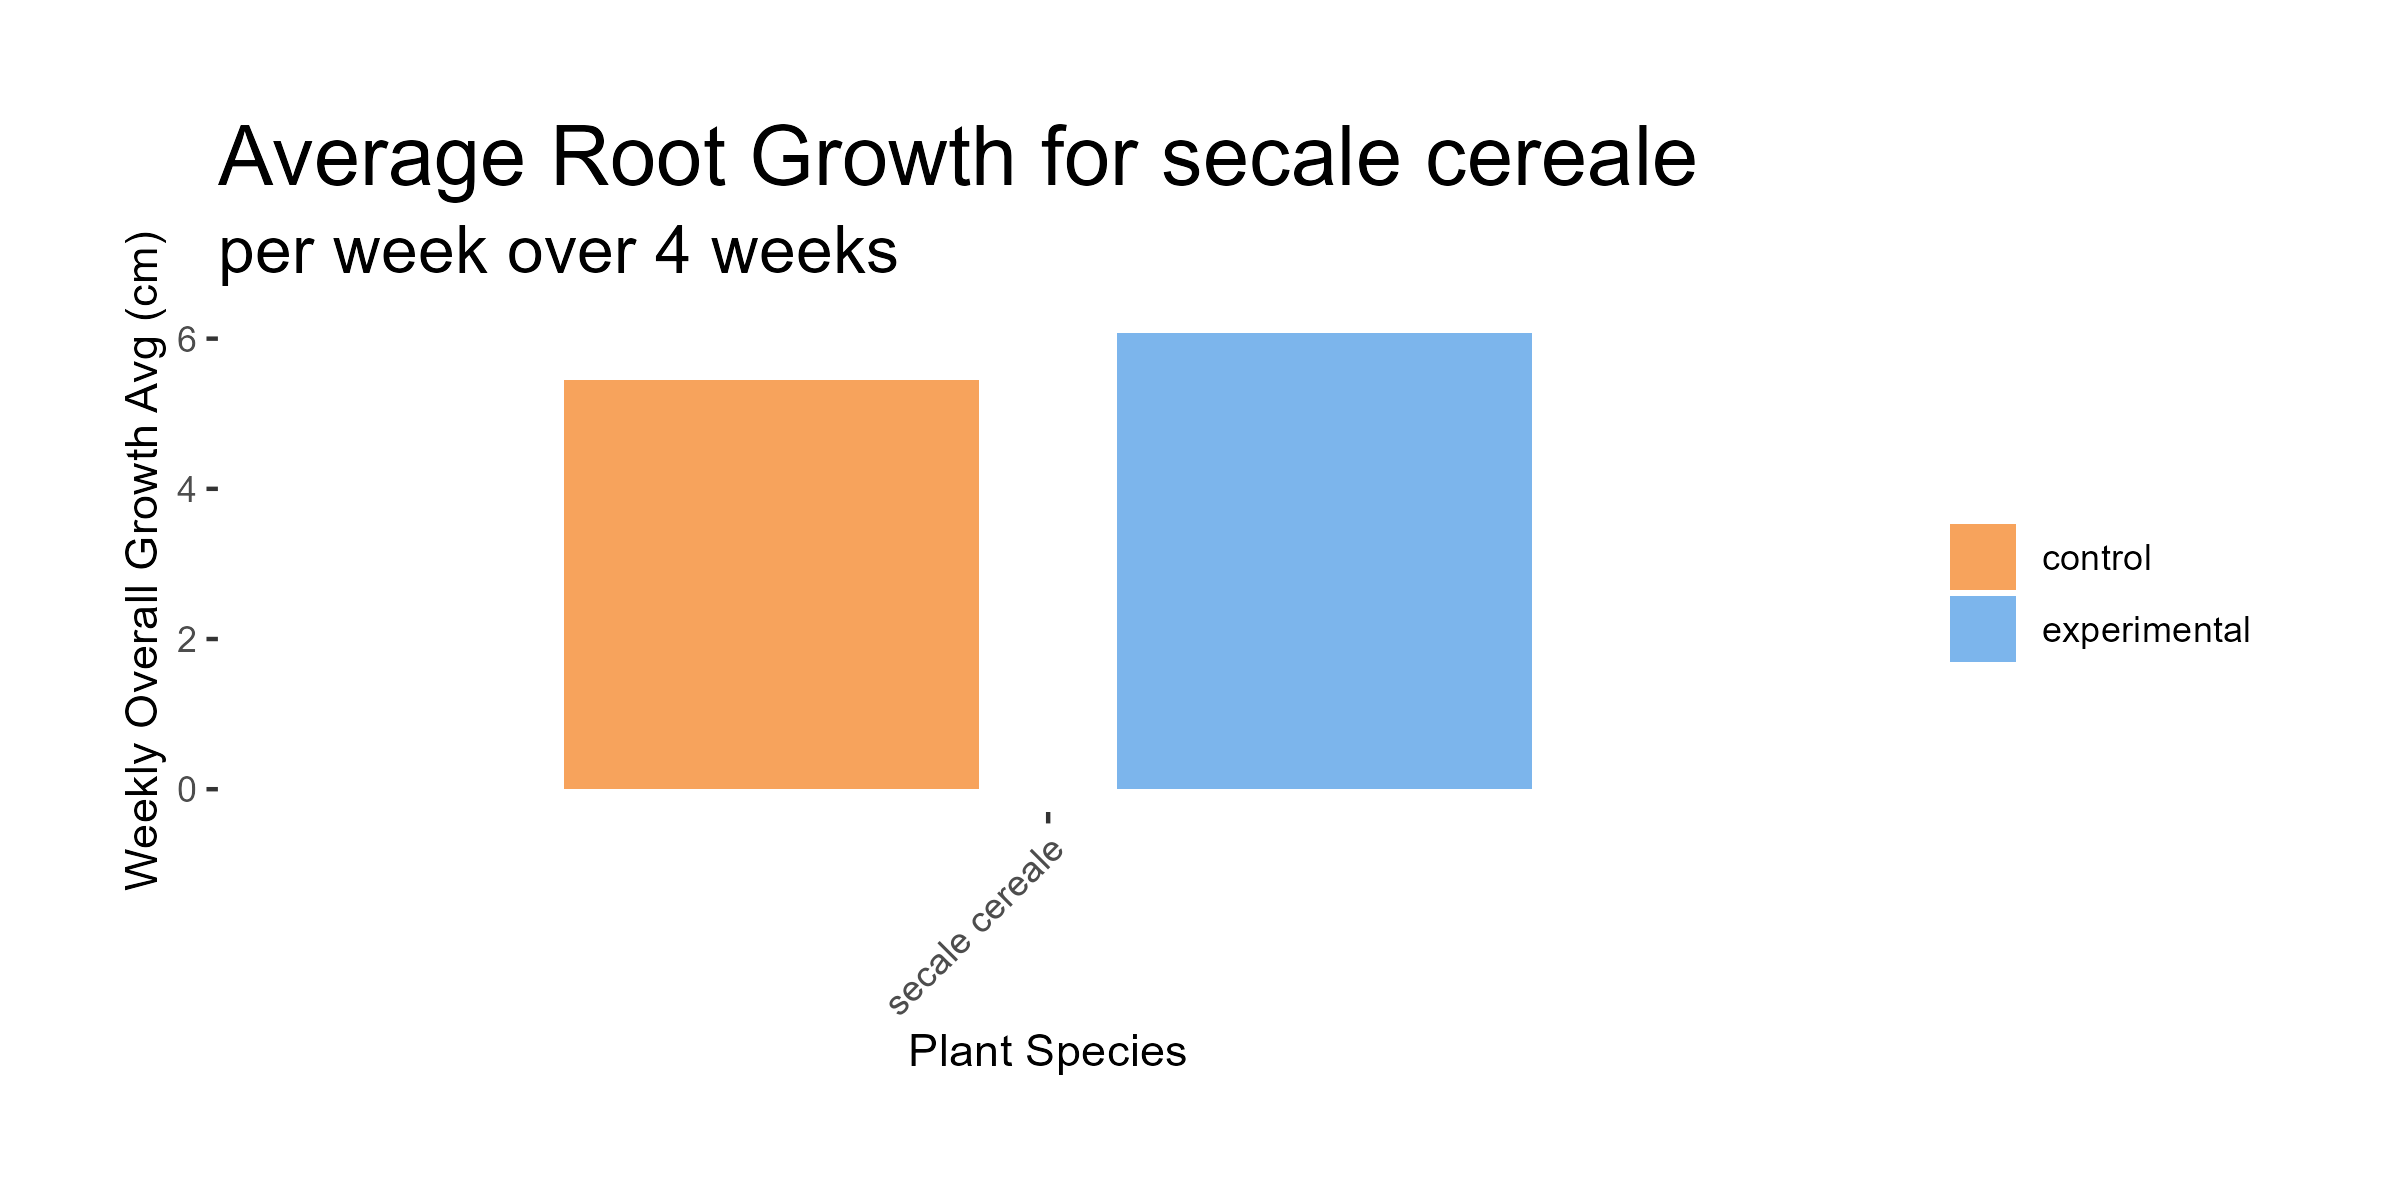 Average Root Growth for secale cereale
per week over 4 weeks
Weekly Overall Growth Avg (cm)
6
4
2
0
secale cereale
Plant Species
control
experimental